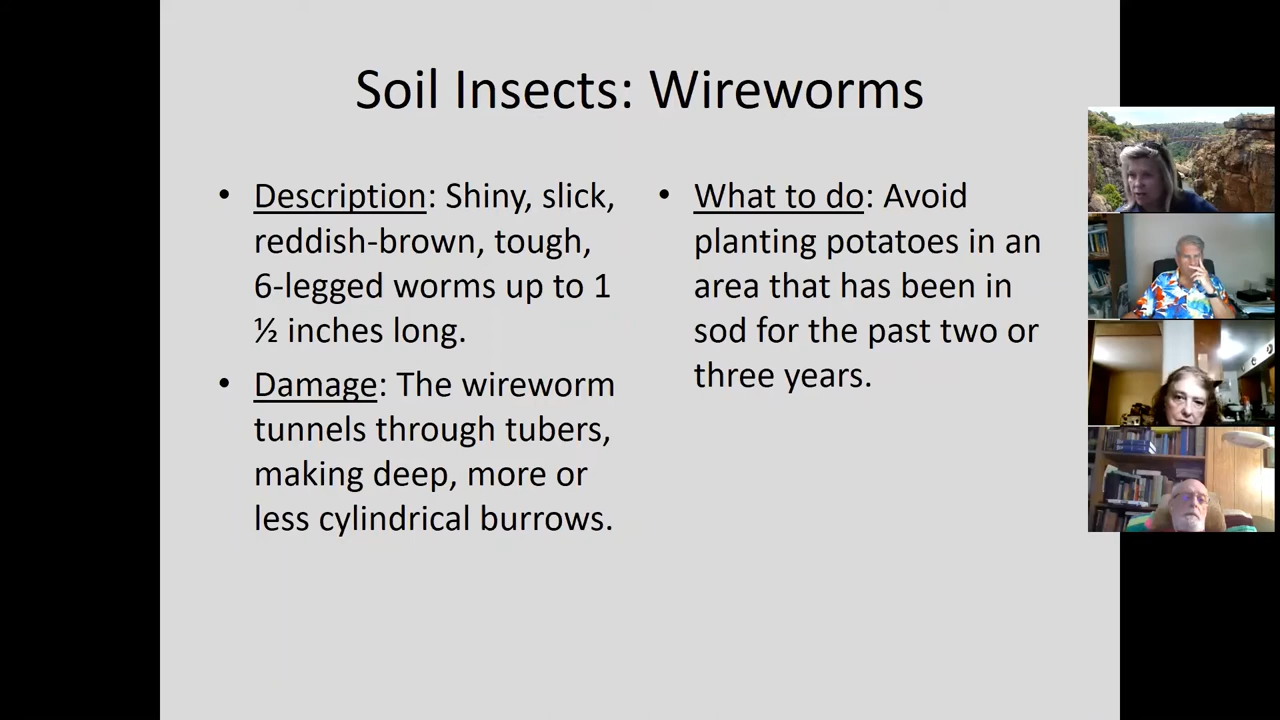 Soil Insects: Wireworms
• Description: Shiny, slick,
reddish-brown, tough,
6-legged worms up to 1
½ inches long.
• Damage: The wireworm
tunnels through tubers,
making deep, more or
less cylindrical burrows.
• What to do: Avoid
planting potatoes in an
area that has been in
sod for the past two or
three years.